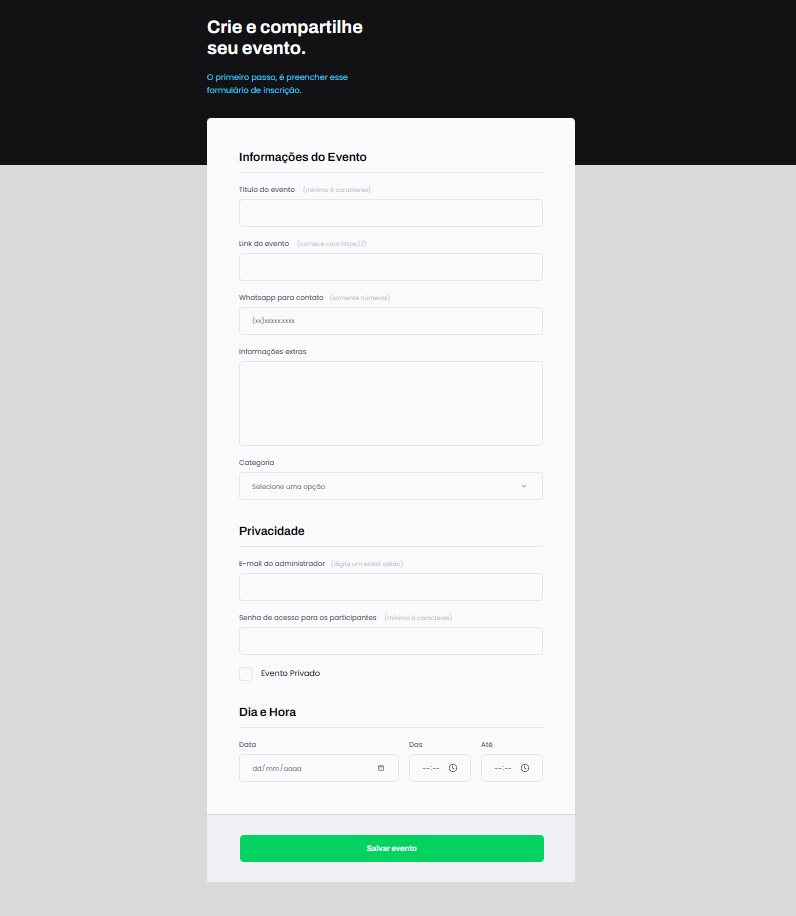 Crie e compartilhe
seu evento.
O primeiro passo, é preencher esse
formulário de inscrição.
Informações do Evento
Título do evento (mínimo 8 caracteres)
Link do evento (comece com https://)
Whatsapp para contato (somente números)
(xx)xxxxx.xxxx
Informações extras
Categoria
Selecione uma opção
Privacidade
E-mail do administrador (digite um email válido)
Senha de acesso para os participantes (mínimo 8 caracteres)
Evento Privado
Dia e Hora
Data Das Até
dd/mm/aaaa --:-- --:--
Salvar evento